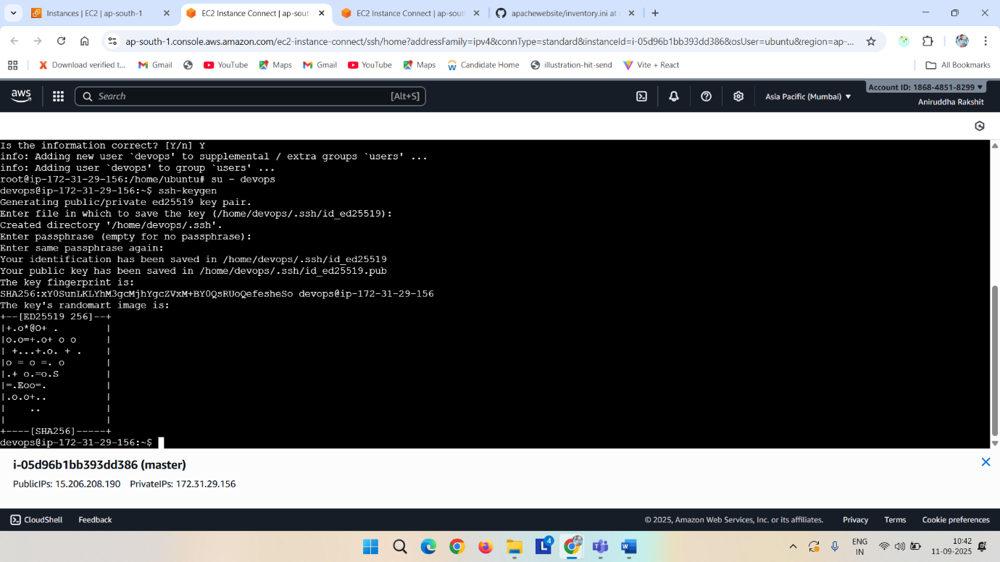 Instances | EC2 | ap-south-1
EC2 Instance Connect | ap-sou
EC2 Instance Connect | ap-sout
apachewebsite/inventory.ini at
ap-south-1.console.aws.amazon.com/ec2-instance-connect/ssh/home?addressFamily=ipv4&connType=standard&instanceId=i-05d96b1bb393dd386&osUser=ubuntu&region=ap-...
Download verified t...
Gmail
YouTube
Maps
Gmail
YouTube
Maps
Candidate Home
illustration-hit-send
Vite + React
All Bookmarks
aws
Search
[Alt+S]
Asia Pacific (Mumbai)
Account ID: 1868-4851-8299
Aniruddha Rakshit
Is the information correct? [Y/n] Y
info: Adding new user `devops' to supplemental / extra groups `users' ...
info: Adding user `devops' to group `users' ...
root@ip-172-31-29-156:/home/ubuntu# su - devops
devops@ip-172-31-29-156:~$ ssh-keygen
Generating public/private ed25519 key pair.
Enter file in which to save the key (/home/devops/.ssh/id_ed25519):
Created directory '/home/devops/.ssh'.
Enter passphrase (empty for no passphrase):
Enter same passphrase again:
Your identification has been saved in /home/devops/.ssh/id_ed25519
Your public key has been saved in /home/devops/.ssh/id_ed25519.pub
The key fingerprint is:
SHA256:xY0SunLKLYhM3gcMjhYgcZVxM+BY0QsRUoQefesheSo devops@ip-172-31-29-156
The key's randomart image is:
+--[ED25519 256]--+
|+.o*@O+ .        |
|o.o=+.o+ o o     |
| +...+.o. + .    |
|o = o =. o       |
|.+ o.=o.S        |
|=.Eoo=.          |
|.o.o+..          |
|    ..           |
|                 |
+----[SHA256]-----+
devops@ip-172-31-29-156:~$
i-05d96b1bb393dd386 (master)
PublicIPs: 15.206.208.190 PrivateIPs: 172.31.29.156
CloudShell
Feedback
© 2025, Amazon Web Services, Inc. or its affiliates.
Privacy
Terms
Cookie preferences
4
ENG
IN
10:42
11-09-2025